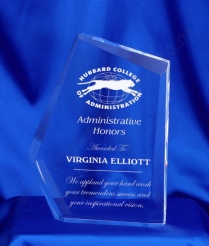 HUBBARD COLLEGE
OF ADMINISTRATION
Administrative
Honors
Awarded To
VIRGINIA ELLIOTT
We applaud your hard work
your tremendous success and
your inspirational vision.